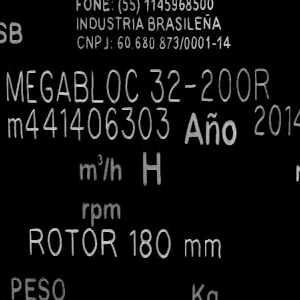 FONE: (55) 1145968500
INDUSTRIA BRASILEÑA
SB CNPJ: 60.680.873/0001-14
MEGABLOC 32-200R
m441406303 Año 2014
m³/h H
rpm
ROTOR 180 mm
PESO Kg